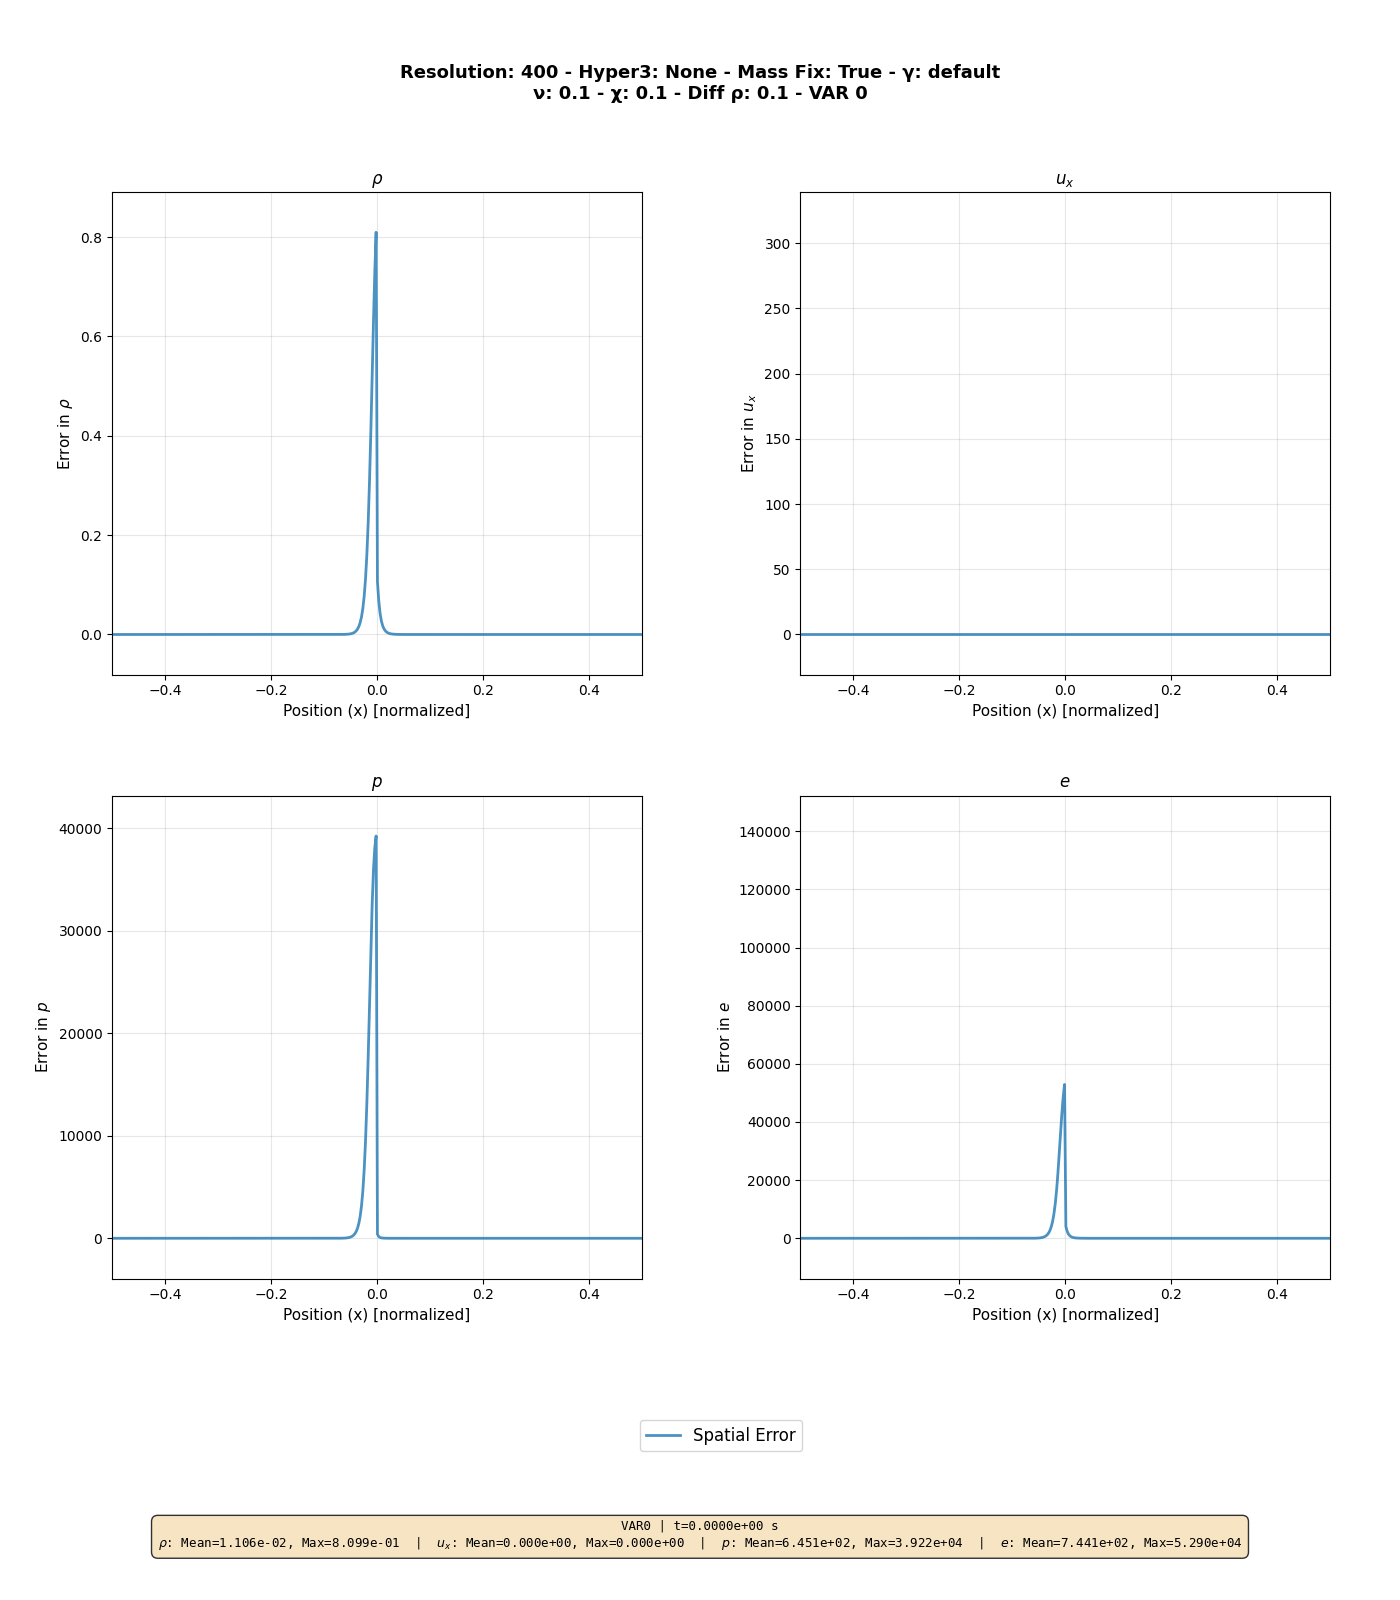 Resolution: 400 - Hyper3: None - Mass Fix: True - γ: default
ν: 0.1 - χ: 0.1 - Diff ρ: 0.1 - VAR 0
ρ
Error in ρ
0.8
0.6
0.4
0.2
0.0
−0.4 −0.2 0.0 0.2 0.4
Position (x) [normalized]
u_x
Error in u_x
300
250
200
150
100
50
0
−0.4 −0.2 0.0 0.2 0.4
Position (x) [normalized]
p
Error in p
40000
30000
20000
10000
0
−0.4 −0.2 0.0 0.2 0.4
Position (x) [normalized]
e
Error in e
140000
120000
100000
80000
60000
40000
20000
0
−0.4 −0.2 0.0 0.2 0.4
Position (x) [normalized]
Spatial Error
VAR0 | t=0.0000e+00 s
ρ: Mean=1.106e-02, Max=8.099e-01 | u_x: Mean=0.000e+00, Max=0.000e+00 | p: Mean=6.451e+02, Max=3.922e+04 | e: Mean=7.441e+02, Max=5.290e+04